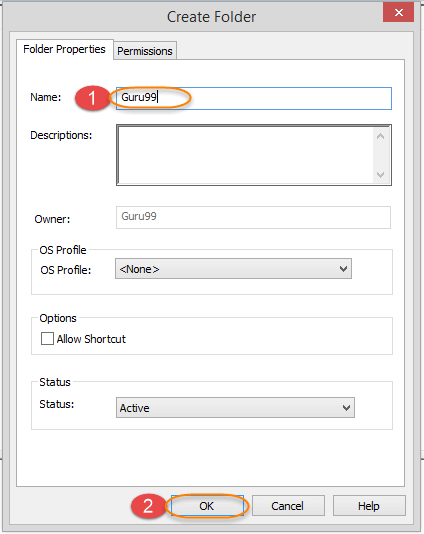 Create Folder
Folder Properties Permissions
Name: 1 Guru99
Descriptions:
Owner: Guru99
OS Profile
OS Profile: <None>
Options
Allow Shortcut
Status
Status: Active
2 OK Cancel Help